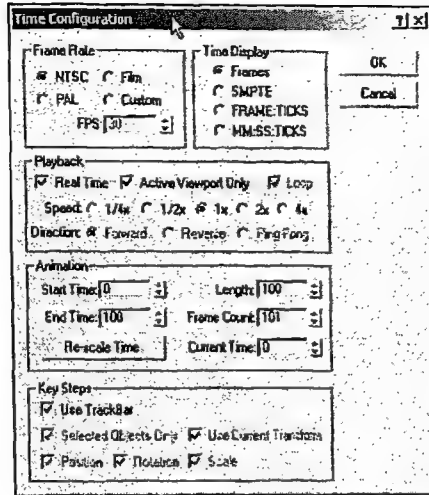 Time Configuration ? ×
Frame Rate
NTSC Film
PAL Custom
FPS: 30
Time Display
Frames
SMPTE
FRAME:TICKS
MM:SS:TICKS
OK
Cancel
Playback
Real Time Active Viewport Only Loop
Speed: 1/4x 1/2x 1x 2x 4x
Direction: Forward Reverse Ping-Pong
Animation
Start Time: 0 Length: 100
End Time: 100 Frame Count: 101
Re-scale Time Current Time: 0
Key Steps
Use TrackBar
Selected Objects Only Use Current Transform
Position Rotation Scale